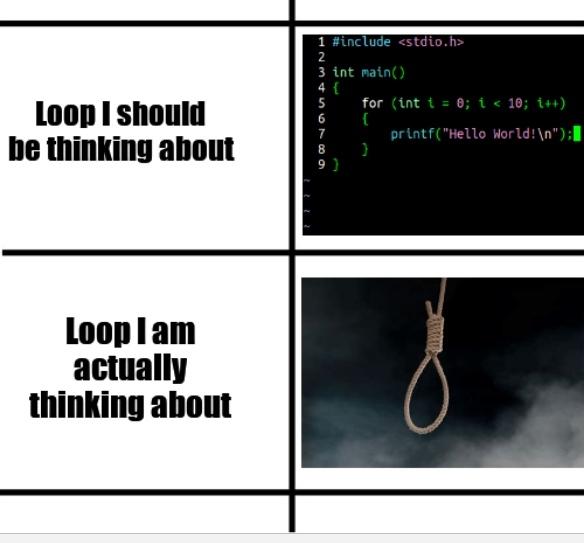 Loop I should
be thinking about
1 #include <stdio.h>
2
3 int main()
4 {
5 for (int i = 0; i < 10; i++)
6 {
7 printf("Hello World!\n");
8 }
9 }
~
~
~
~
Loop I am
actually
thinking about